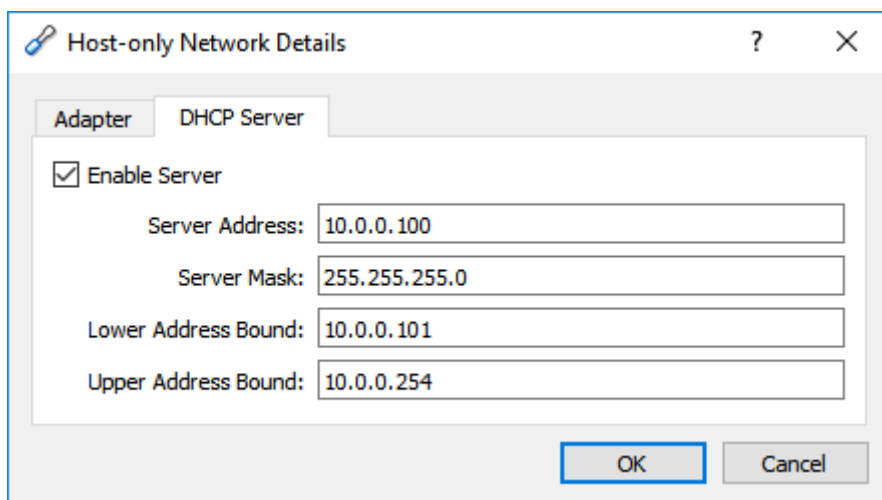 Host-only Network Details ?
Adapter DHCP Server
Enable Server
Server Address: 10.0.0.100
Server Mask: 255.255.255.0
Lower Address Bound: 10.0.0.101
Upper Address Bound: 10.0.0.254
OK Cancel